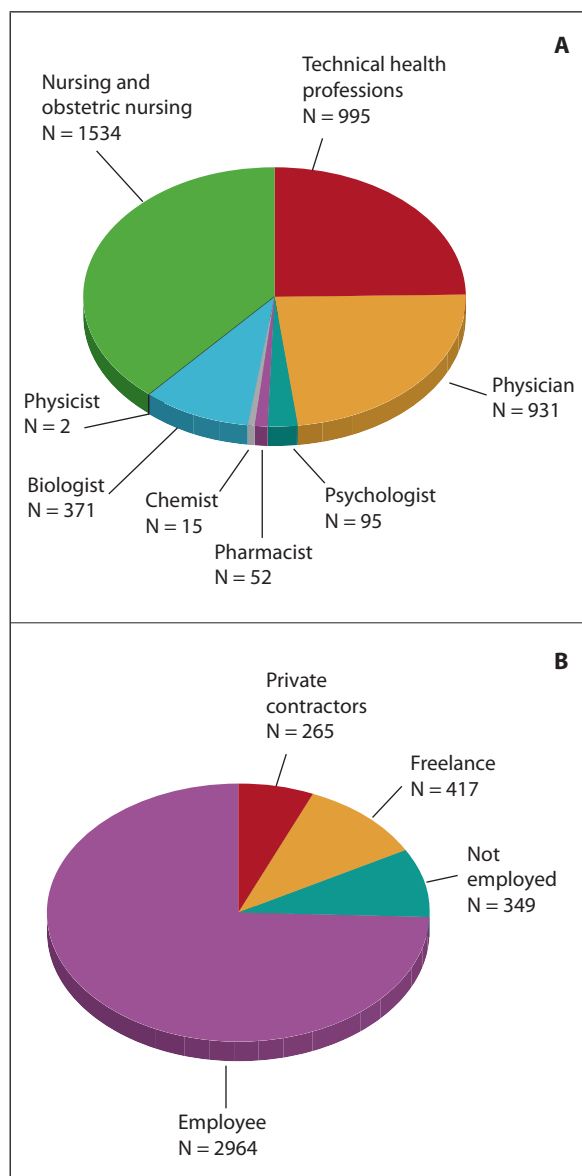 A
Technical health
professions
N = 995
Nursing and
obstetric nursing
N = 1534
Physician
N = 931
Physicist
N = 2
Biologist
N = 371
Chemist
N = 15
Psychologist
N = 95
Pharmacist
N = 52
B
Private
contractors
N = 265
Freelance
N = 417
Not
employed
N = 349
Employee
N = 2964